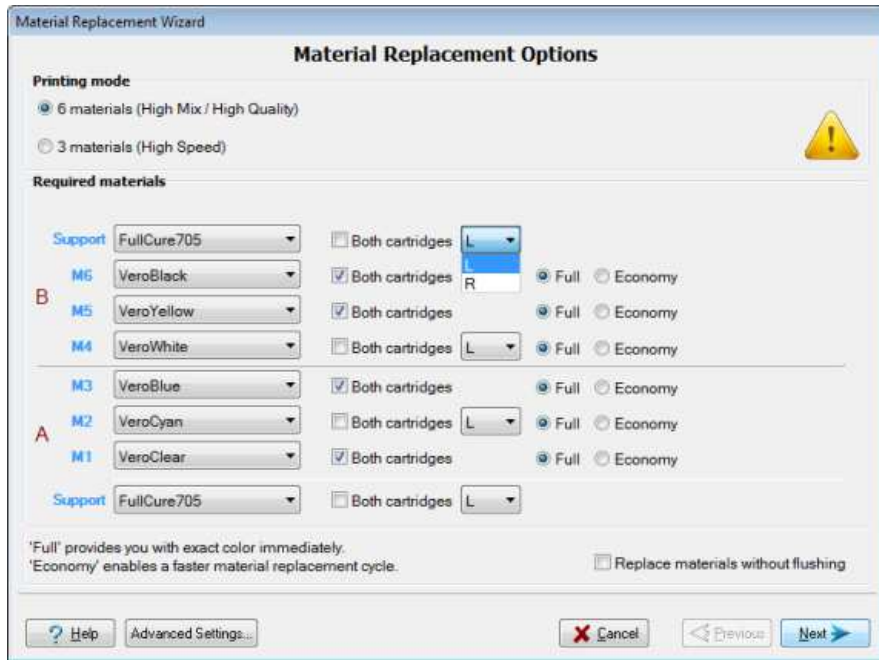 Material Replacement Wizard
Material Replacement Options
Printing mode
6 materials (High Mix / High Quality)
3 materials (High Speed)
Required materials
Support FullCure705 Both cartridges L
L
R
B
M6 VeroBlack Both cartridges Full Economy
M5 VeroYellow Both cartridges Full Economy
M4 VeroWhite Both cartridges L Full Economy
A
M3 VeroBlue Both cartridges Full Economy
M2 VeroCyan Both cartridges L Full Economy
M1 VeroClear Both cartridges Full Economy
Support FullCure705 Both cartridges L
'Full' provides you with exact color immediately.
'Economy' enables a faster material replacement cycle.
Replace materials without flushing
? Help Advanced Settings... Cancel Previous Next